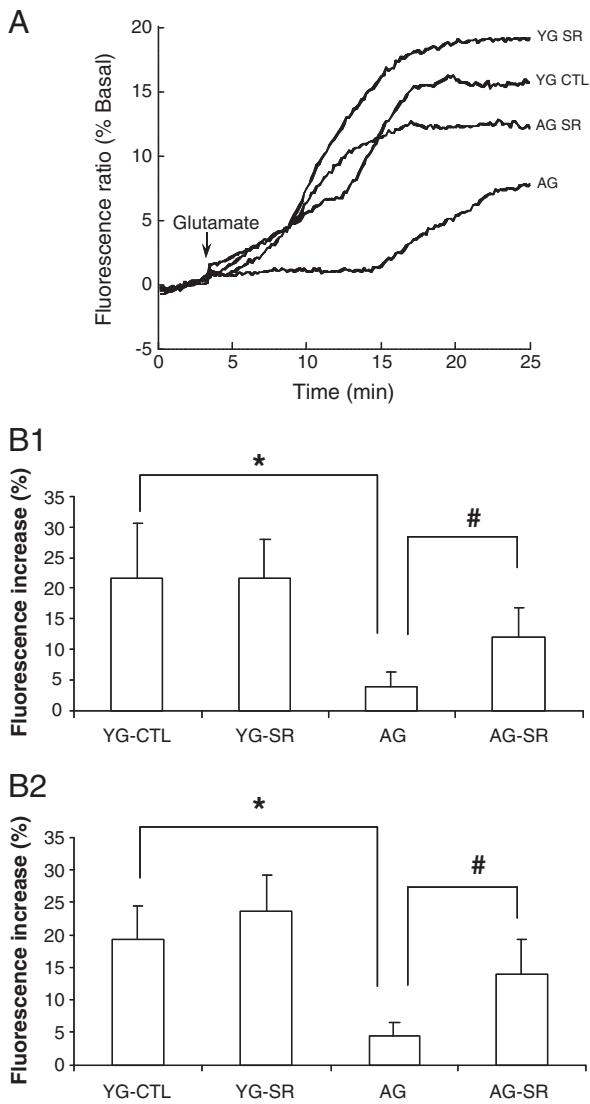 A
Fluorescence ratio (% Basal)
20
15
10
5
0
-5
Glutamate
YG SR
YG CTL
AG SR
AG
0 5 10 15 20 25
Time (min)
B1
Fluorescence increase (%)
35
30
25
20
15
10
5
0
*
#
YG-CTL YG-SR AG AG-SR
B2
Fluorescence increase (%)
35
30
25
20
15
10
5
0
*
#
YG-CTL YG-SR AG AG-SR